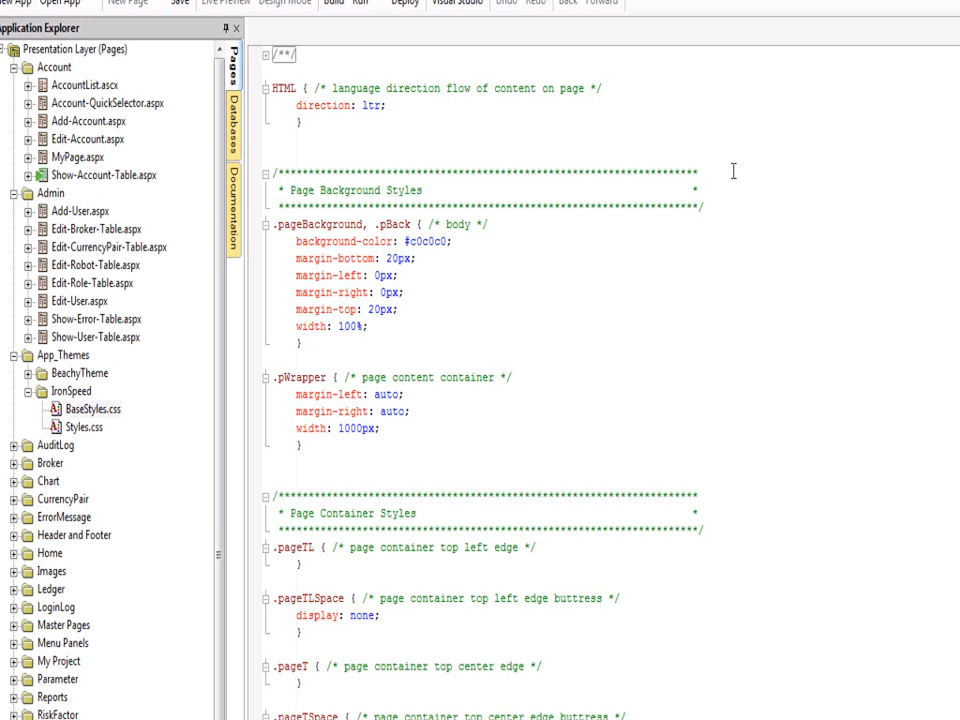 New App Open App New Page Save Live Preview Design Mode Build Run Deploy Visual Studio Undo Redo Back Forward
Application Explorer
Presentation Layer (Pages)
Account
AccountList.ascx
Account-QuickSelector.aspx
Add-Account.aspx
Edit-Account.aspx
MyPage.aspx
Show-Account-Table.aspx
Admin
Add-User.aspx
Edit-Broker-Table.aspx
Edit-CurrencyPair-Table.aspx
Edit-Robot-Table.aspx
Edit-Role-Table.aspx
Edit-User.aspx
Show-Error-Table.aspx
Show-User-Table.aspx
App_Themes
BeachyTheme
IronSpeed
BaseStyles.css
Styles.css
AuditLog
Broker
Chart
CurrencyPair
ErrorMessage
Header and Footer
Home
Images
Ledger
LoginLog
Master Pages
Menu Panels
My Project
Parameter
Reports
RiskFactor
Pages
Databases
Documentation
/**/
HTML { /* language direction flow of content on page */
direction: ltr;
}
/**********************************************************************
* Page Background Styles *
**********************************************************************/
.pageBackground, .pBack { /* body */
background-color: #c0c0c0;
margin-bottom: 20px;
margin-left: 0px;
margin-right: 0px;
margin-top: 20px;
width: 100%;
}
.pWrapper { /* page content container */
margin-left: auto;
margin-right: auto;
width: 1000px;
}
/**********************************************************************
* Page Container Styles *
**********************************************************************/
.pageTL { /* page container top left edge */
}
.pageTLSpace { /* page container top left edge buttress */
display: none;
}
.pageT { /* page container top center edge */
}
.pageTSpace { /* page container top center edge buttress */